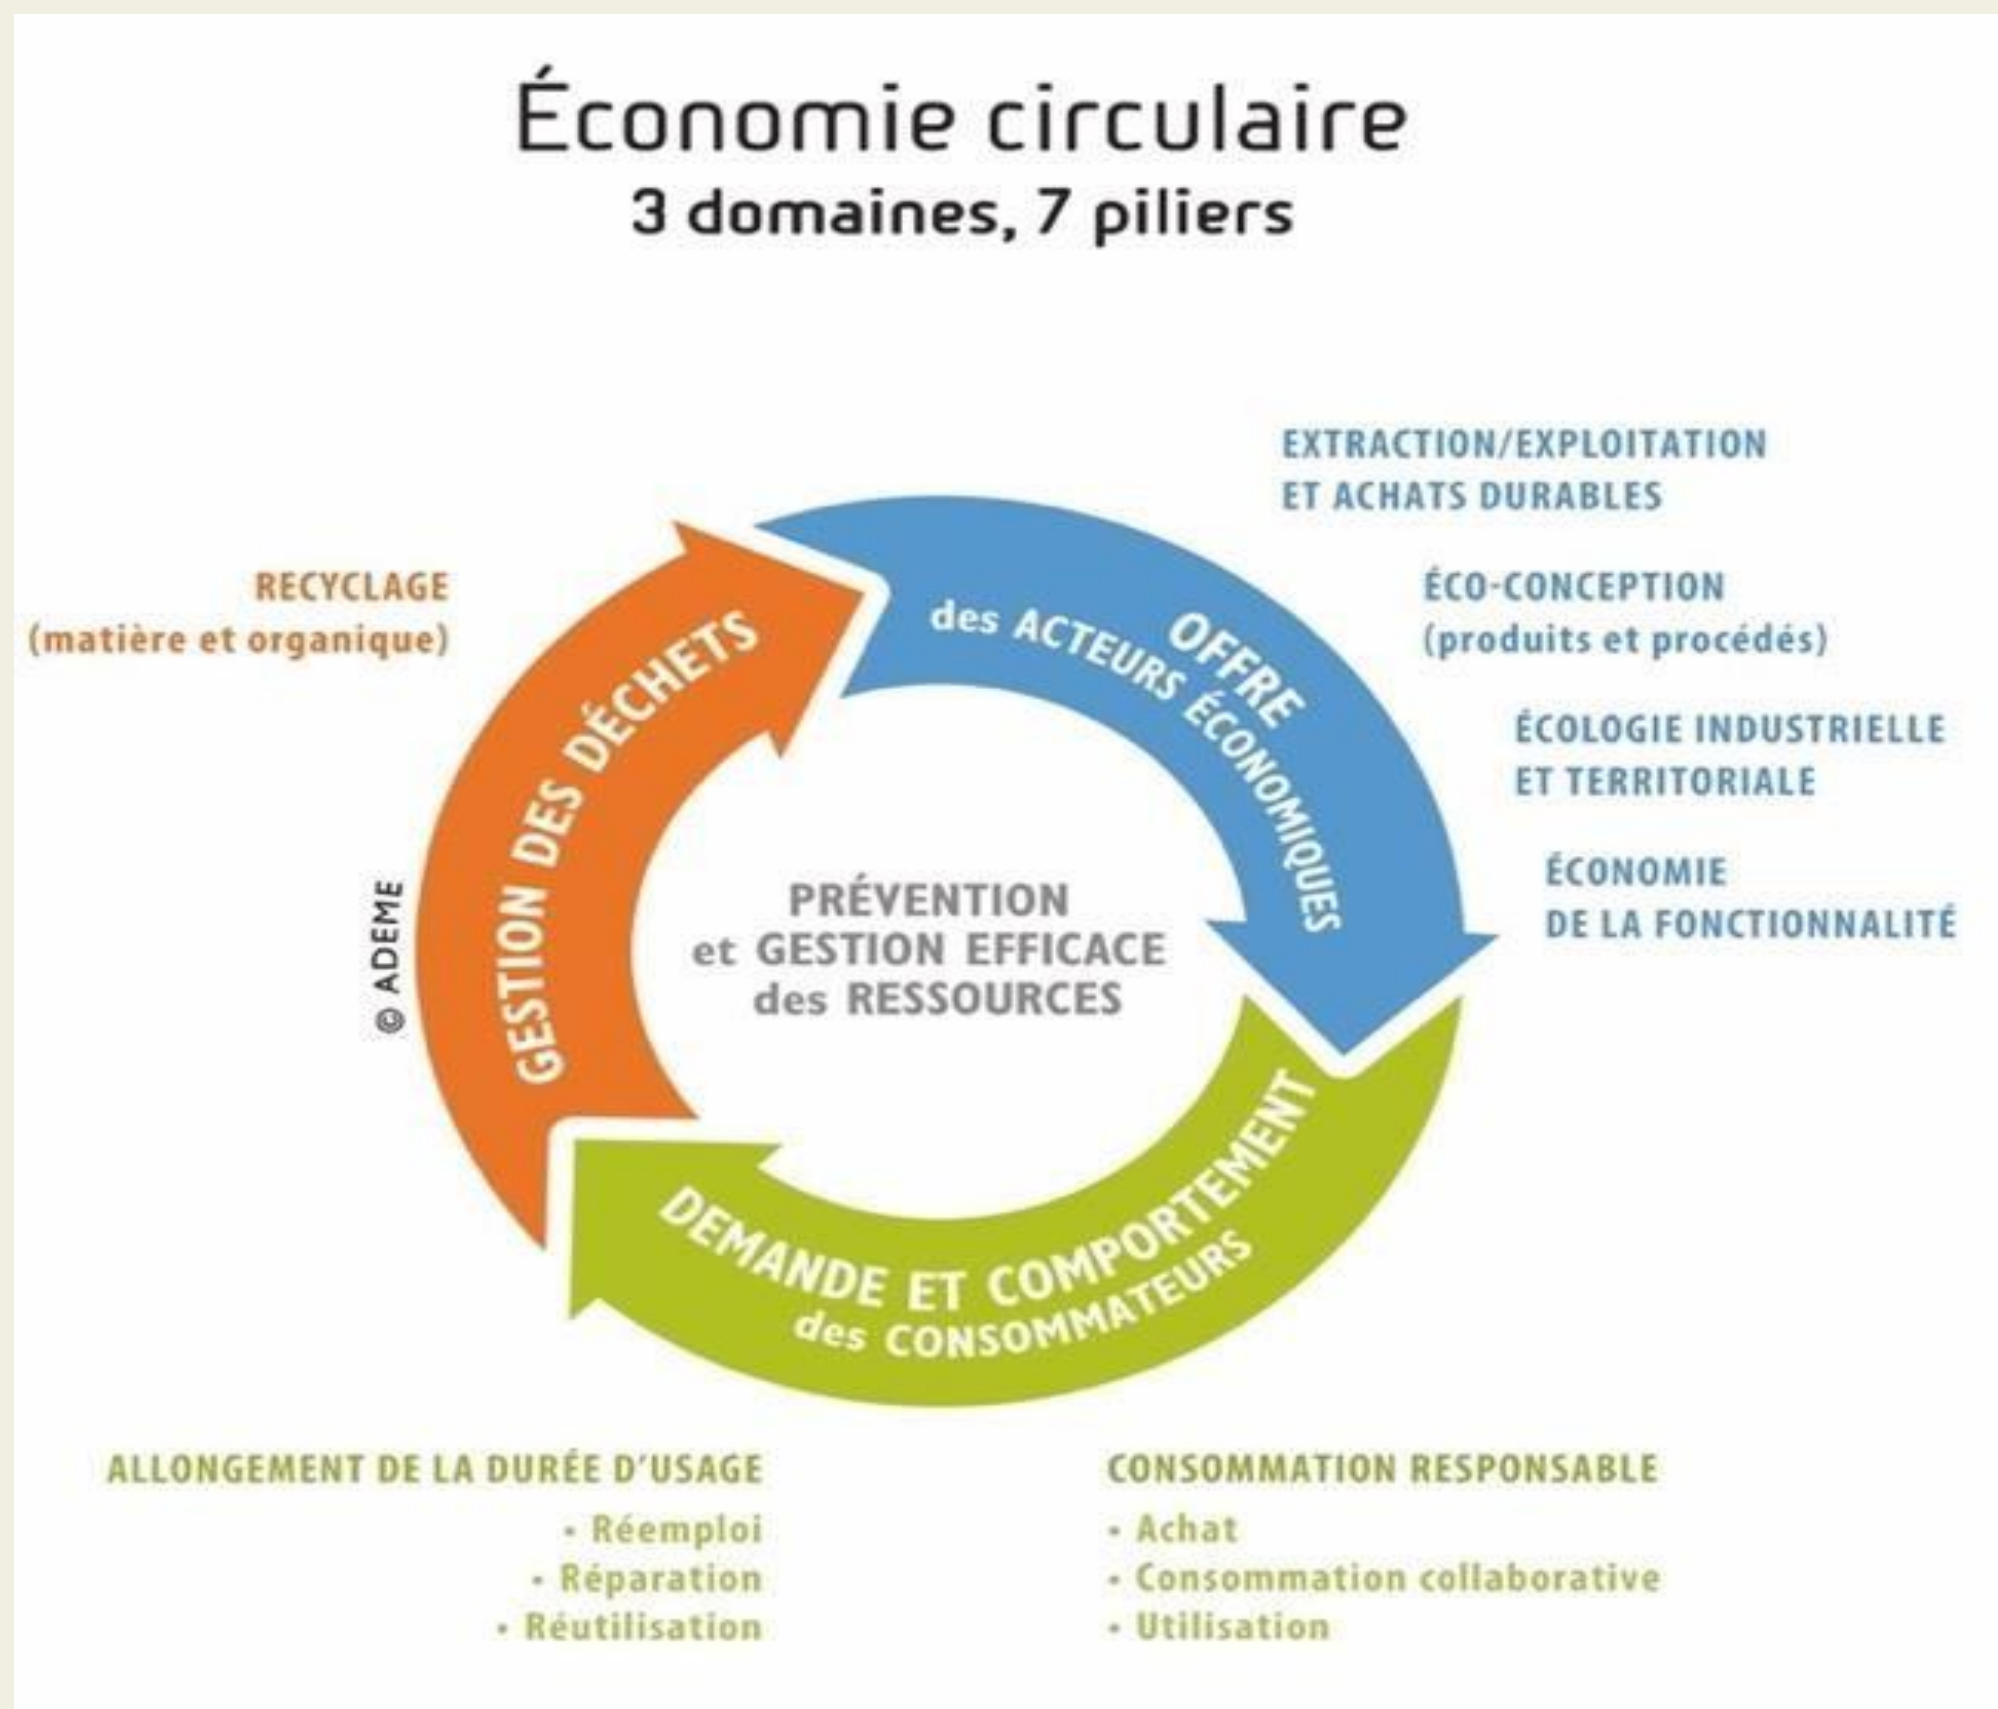 Économie circulaire
3 domaines, 7 piliers
EXTRACTION/EXPLOITATION
ET ACHATS DURABLES
ÉCO-CONCEPTION
(produits et procédés)
ÉCOLOGIE INDUSTRIELLE
ET TERRITORIALE
ÉCONOMIE
DE LA FONCTIONNALITÉ
RECYCLAGE
(matière et organique)
OFFRE
des ACTEURS ÉCONOMIQUES
GESTION DES DÉCHETS
PRÉVENTION
et GESTION EFFICACE
des RESSOURCES
© ADEME
DEMANDE ET COMPORTEMENT
des CONSOMMATEURS
ALLONGEMENT DE LA DURÉE D'USAGE
• Réemploi
• Réparation
• Réutilisation
CONSOMMATION RESPONSABLE
• Achat
• Consommation collaborative
• Utilisation